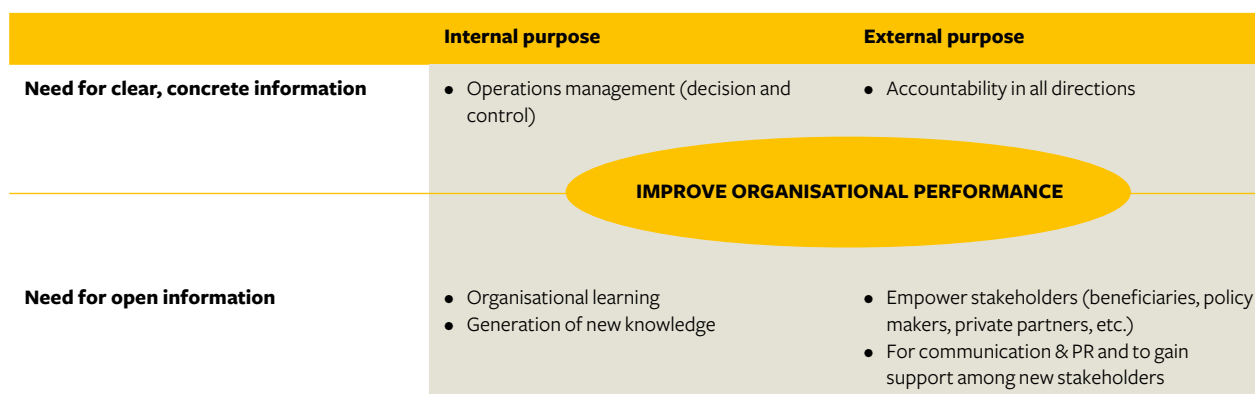 Internal purpose
External purpose
Need for clear, concrete information
• Operations management (decision and
control)
• Accountability in all directions
IMPROVE ORGANISATIONAL PERFORMANCE
Need for open information
• Organisational learning
• Generation of new knowledge
• Empower stakeholders (beneficiaries, policy
makers, private partners, etc.)
• For communication & PR and to gain
support among new stakeholders